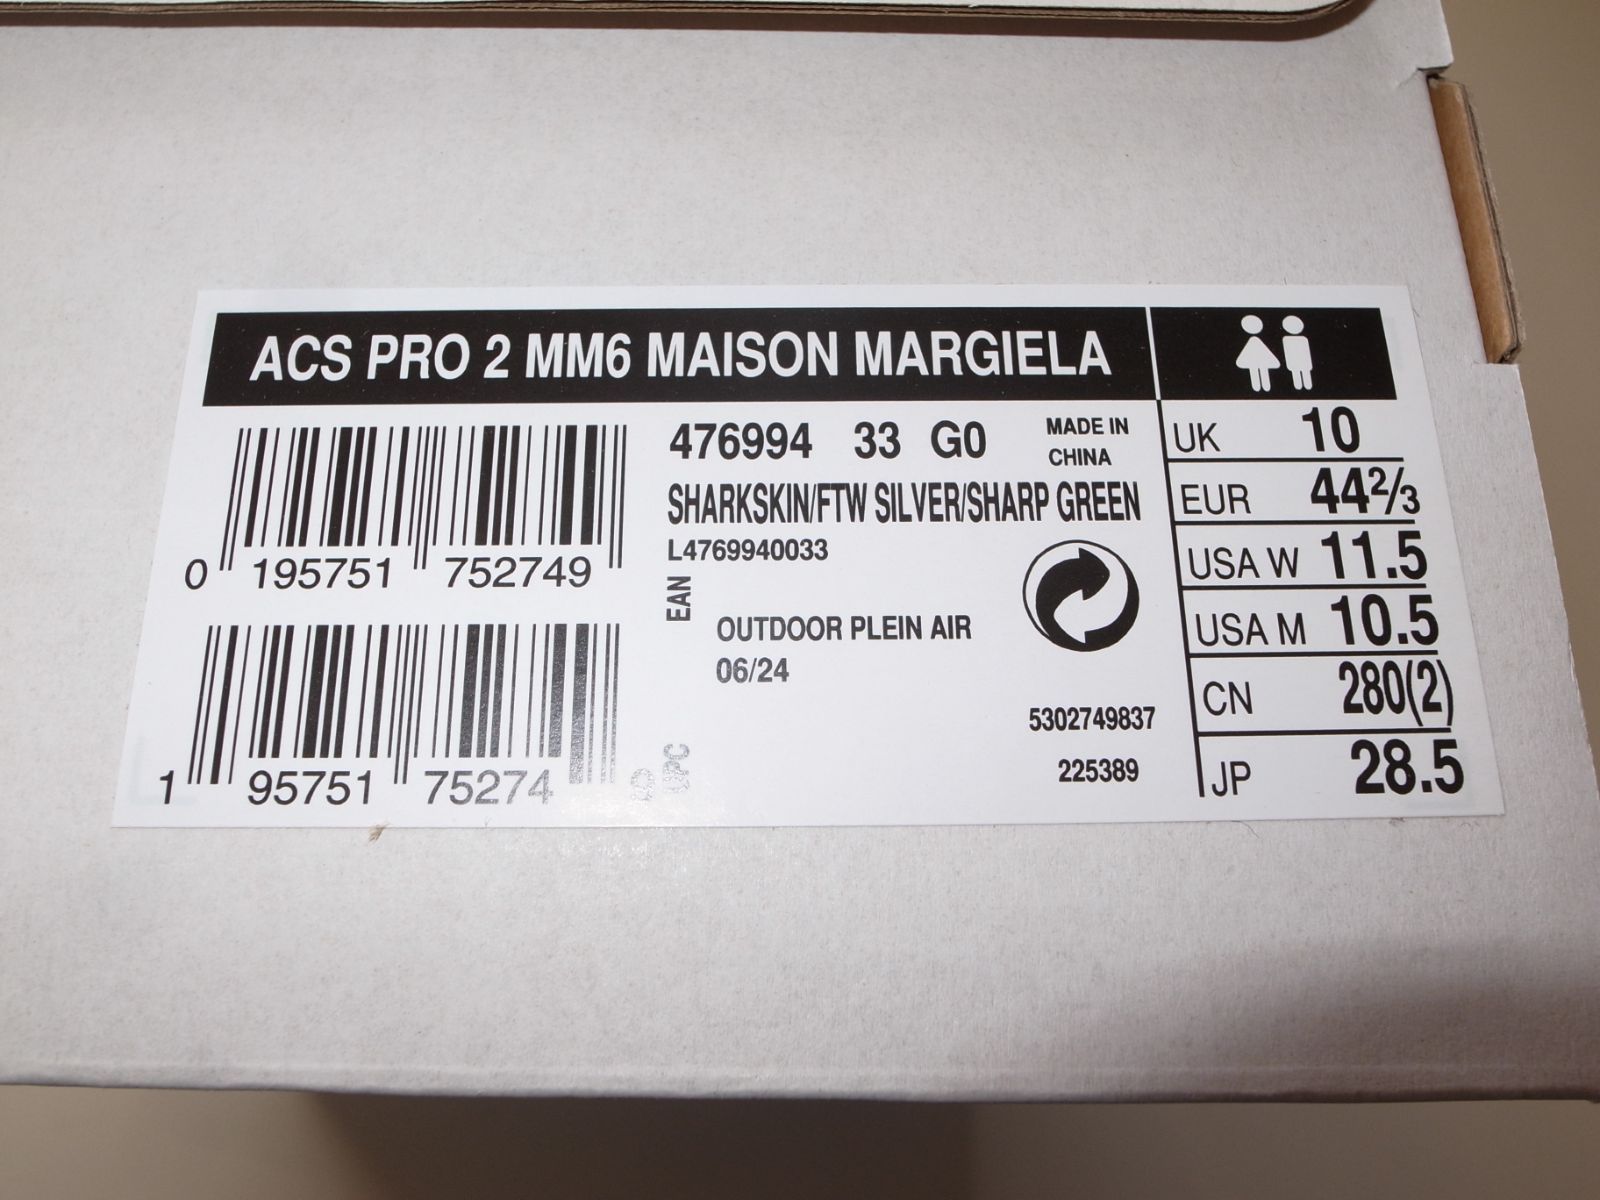 ACS PRO 2 MM6 MAISON MARGIELA
0 195751 752749
1 95751 75274 9
476994 33 G0
MADE IN
CHINA
SHARKSKIN/FTW SILVER/SHARP GREEN
L4769940033
EAN
OUTDOOR PLEIN AIR
06/24
UPC
5302749837
225389
UK 10
EUR 44⅔
USA W 11.5
USA M 10.5
CN 280(2)
JP 28.5